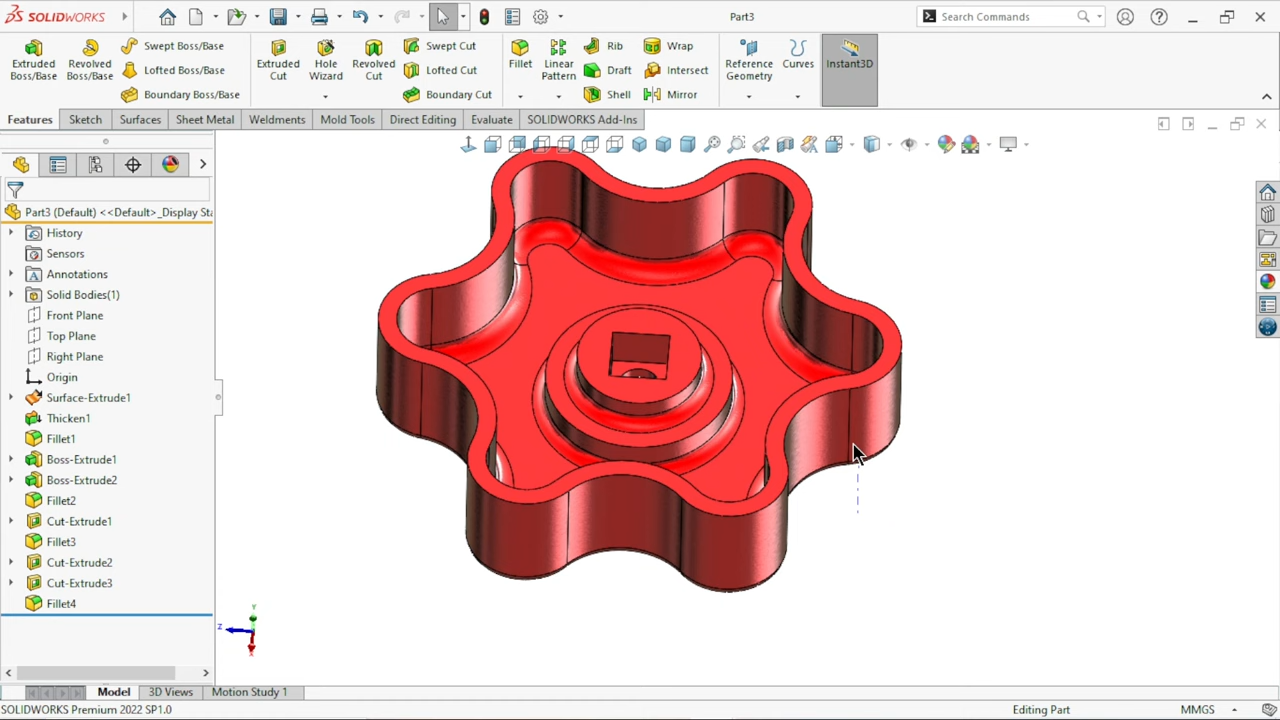 SOLIDWORKS
Part3
Search Commands
Extruded Boss/Base
Revolved Boss/Base
Swept Boss/Base
Lofted Boss/Base
Boundary Boss/Base
Extruded Cut
Hole Wizard
Revolved Cut
Swept Cut
Lofted Cut
Boundary Cut
Fillet
Linear Pattern
Rib
Draft
Shell
Wrap
Intersect
Mirror
Reference Geometry
Curves
Instant3D
Features Sketch Surfaces Sheet Metal Weldments Mold Tools Direct Editing Evaluate SOLIDWORKS Add-Ins
Part3 (Default) <<Default>_Display Sta
History
Sensors
Annotations
Solid Bodies(1)
Front Plane
Top Plane
Right Plane
Origin
Surface-Extrude1
Thicken1
Fillet1
Boss-Extrude1
Boss-Extrude2
Fillet2
Cut-Extrude1
Fillet3
Cut-Extrude2
Cut-Extrude3
Fillet4
Y
Z
X
Model 3D Views Motion Study 1
SOLIDWORKS Premium 2022 SP1.0
Editing Part
MMGS